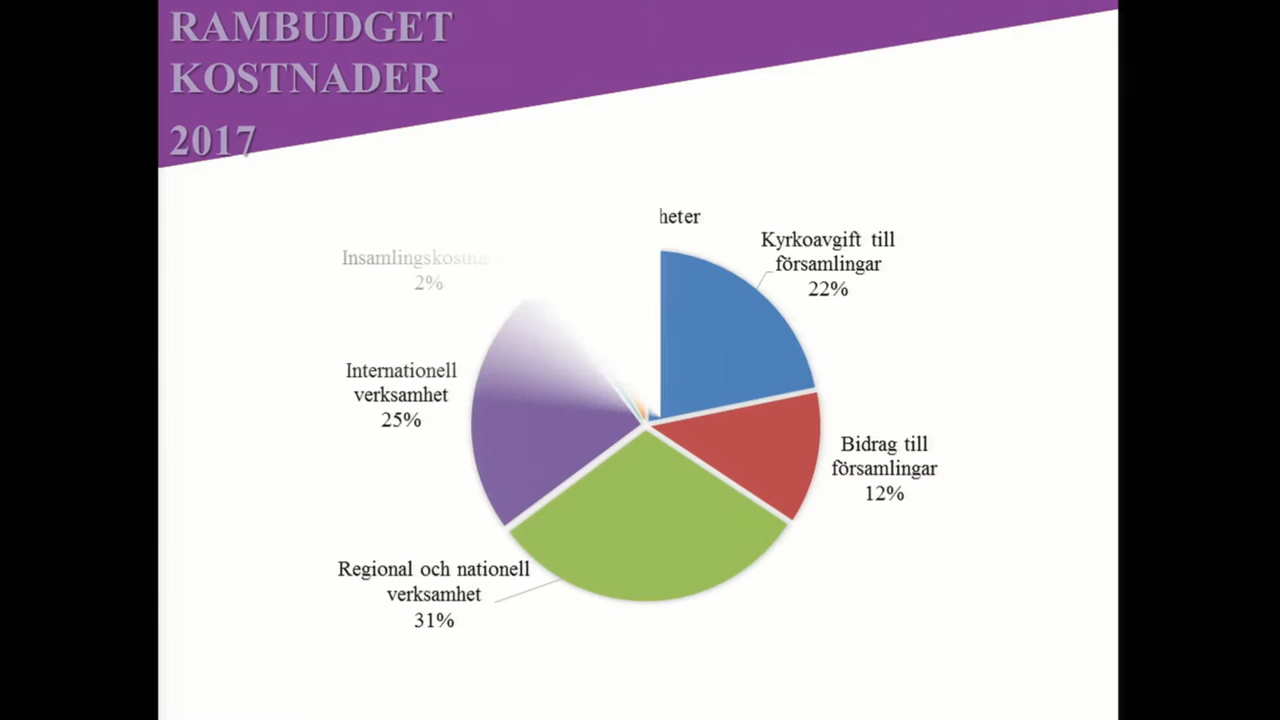 RAMBUDGET
KOSTNADER
2017
heter
Kyrkoavgift till
församlingar
22%
Insamlingskostna
2%
Internationell
verksamhet
25%
Bidrag till
församlingar
12%
Regional och nationell
verksamhet
31%